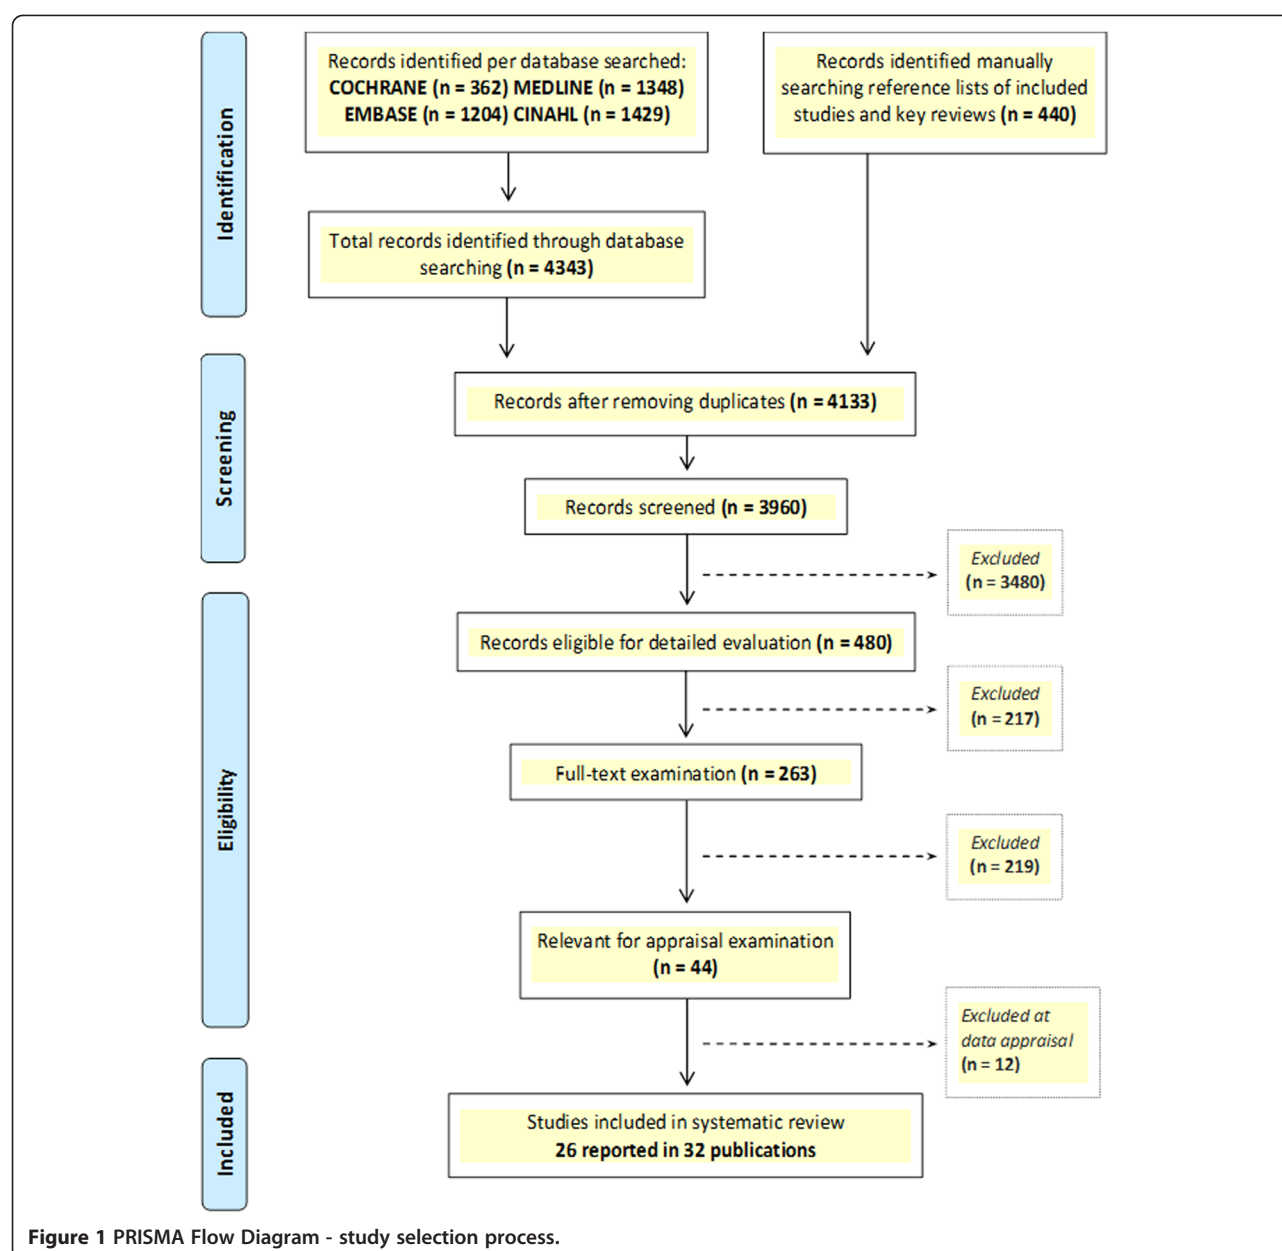 Identification
Records identified per database searched:
COCHRANE (n = 362) MEDLINE (n = 1348)
EMBASE (n = 1204) CINAHL (n = 1429)
Records identified manually
searching reference lists of included
studies and key reviews (n = 440)
Total records identified through database
searching (n = 4343)
Screening
Records after removing duplicates (n = 4133)
Records screened (n = 3960)
Excluded
(n = 3480)
Eligibility
Records eligible for detailed evaluation (n = 480)
Excluded
(n = 217)
Full-text examination (n = 263)
Excluded
(n = 219)
Relevant for appraisal examination
(n = 44)
Excluded at
data appraisal
(n = 12)
Included
Studies included in systematic review
26 reported in 32 publications
Figure 1 PRISMA Flow Diagram - study selection process.